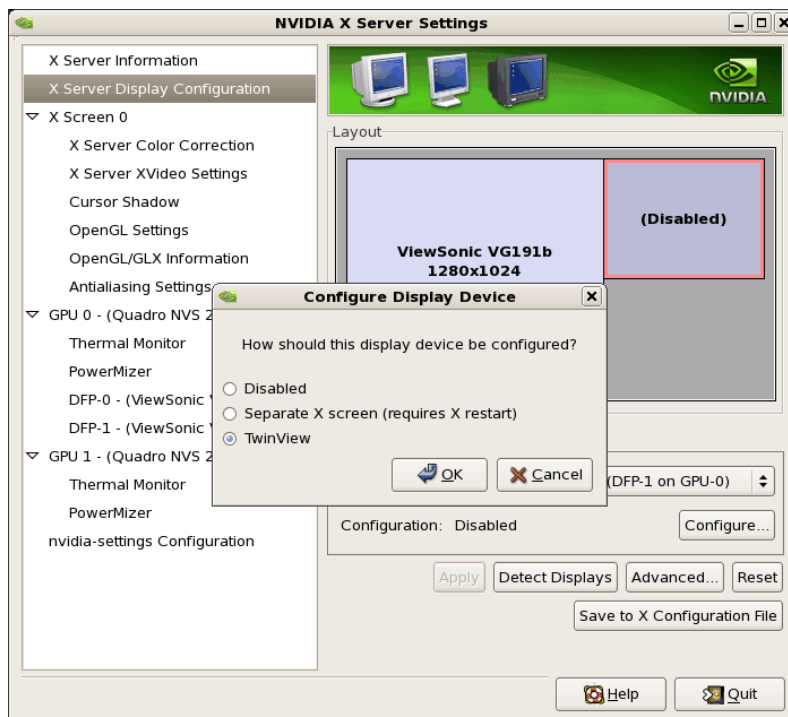 NVIDIA X Server Settings
X Server Information
X Server Display Configuration
X Screen 0
X Server Color Correction
X Server XVideo Settings
Cursor Shadow
OpenGL Settings
OpenGL/GLX Information
Antialiasing Settings
GPU 0 - (Quadro NVS 2
Thermal Monitor
PowerMizer
DFP-0 - (ViewSonic
DFP-1 - (ViewSonic
GPU 1 - (Quadro NVS 2
Thermal Monitor
PowerMizer
nvidia-settings Configuration
NVIDIA
Layout
ViewSonic VG191b
1280x1024
(Disabled)
Configure Display Device
How should this display device be configured?
Disabled
Separate X screen (requires X restart)
TwinView
OK
Cancel
(DFP-1 on GPU-0)
Configuration: Disabled
Configure...
Apply
Detect Displays
Advanced...
Reset
Save to X Configuration File
Help
Quit